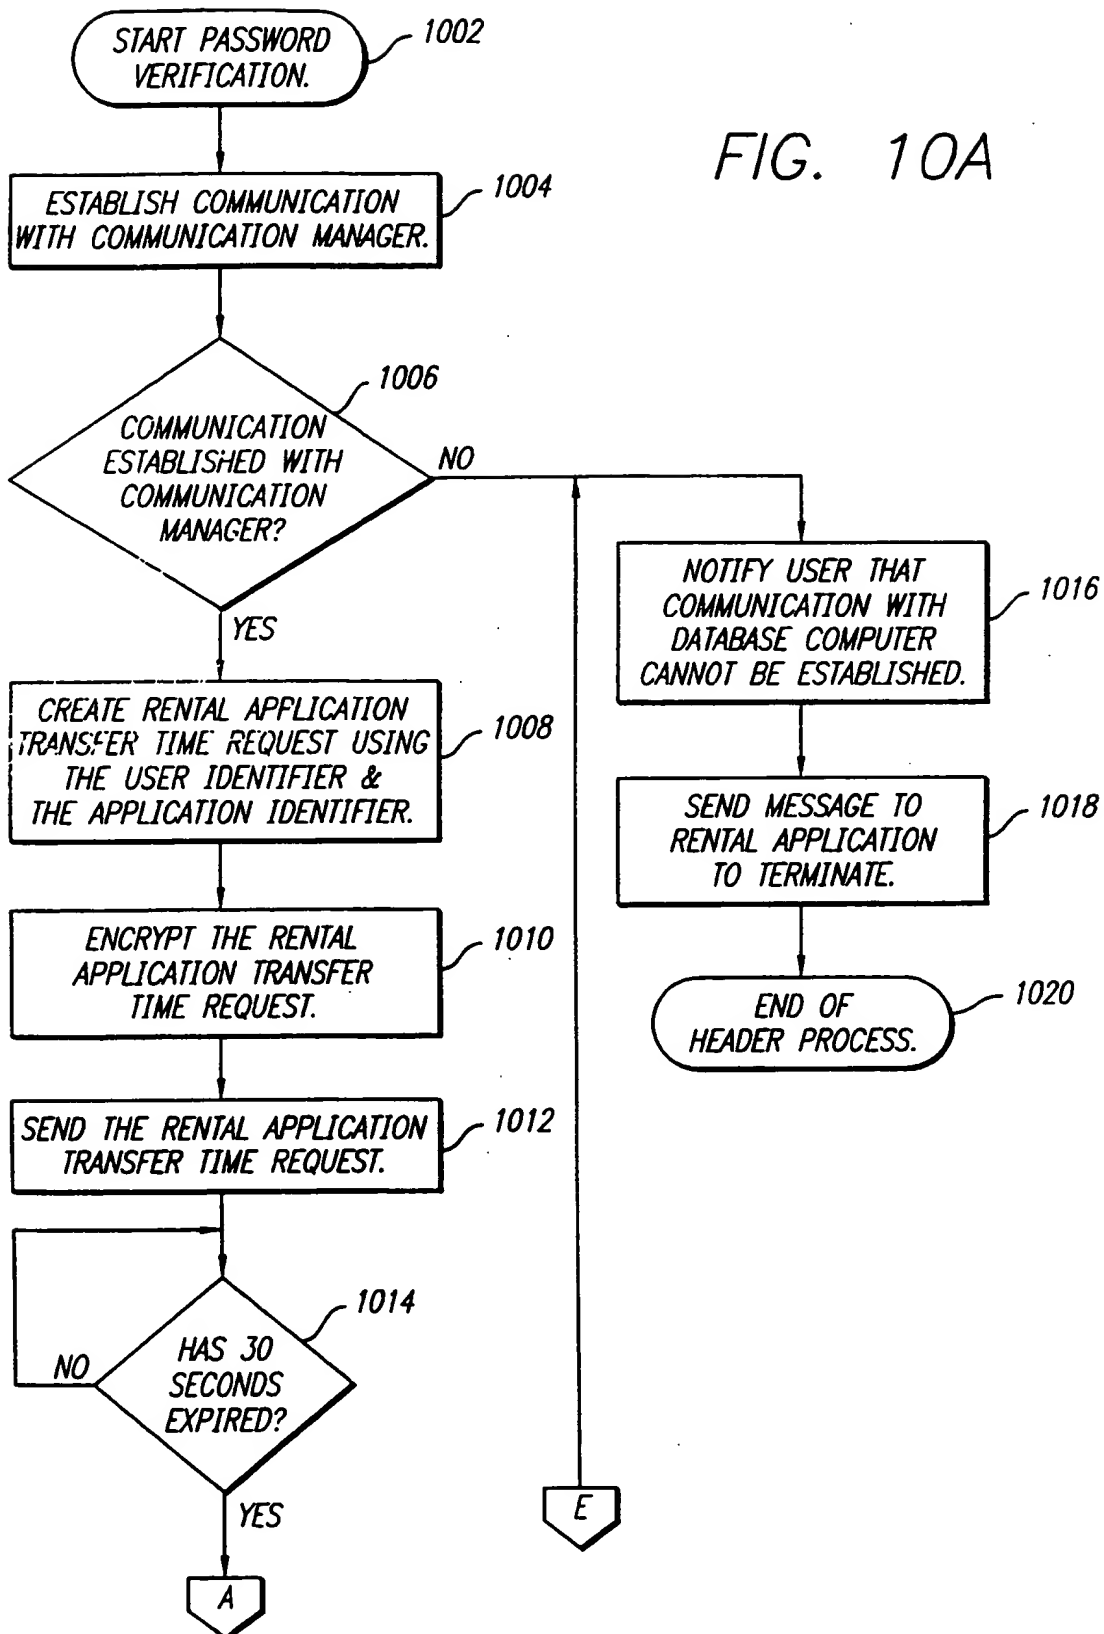 START PASSWORD
VERIFICATION.
1002
FIG. 10A
ESTABLISH COMMUNICATION
WITH COMMUNICATION MANAGER.
1004
COMMUNICATION
ESTABLISHED WITH
COMMUNICATION
MANAGER?
1006
NO
YES
CREATE RENTAL APPLICATION
TRANSFER TIME REQUEST USING
THE USER IDENTIFIER &
THE APPLICATION IDENTIFIER.
1008
ENCRYPT THE RENTAL
APPLICATION TRANSFER
TIME REQUEST.
1010
SEND THE RENTAL APPLICATION
TRANSFER TIME REQUEST.
1012
HAS 30
SECONDS
EXPIRED?
1014
NO
YES
A
NOTIFY USER THAT
COMMUNICATION WITH
DATABASE COMPUTER
CANNOT BE ESTABLISHED.
1016
SEND MESSAGE TO
RENTAL APPLICATION
TO TERMINATE.
1018
END OF
HEADER PROCESS.
1020
E